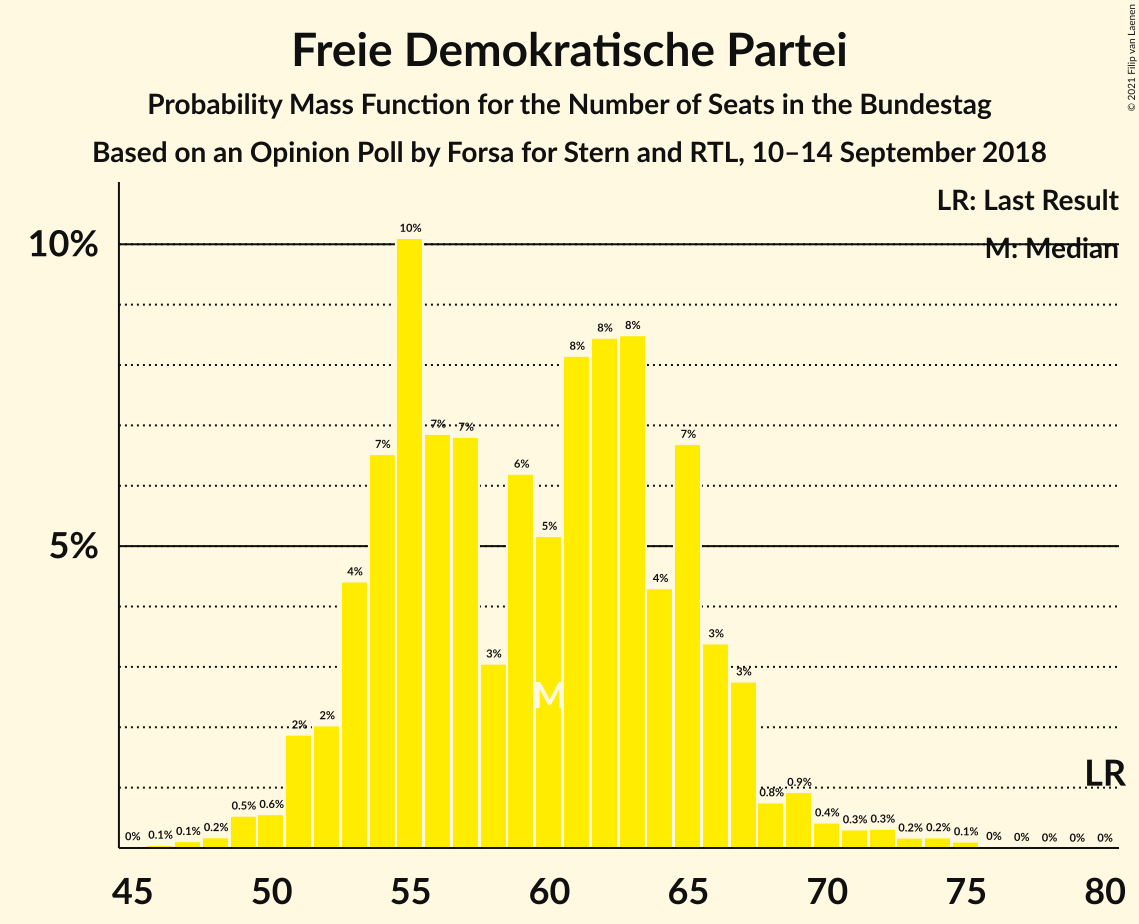 Freie Demokratische Partei
Probability Mass Function for the Number of Seats in the Bundestag
Based on an Opinion Poll by Forsa for Stern and RTL, 10–14 September 2018
© 2021 Filip van Laenen
LR: Last Result
M: Median
10%
5%
0% 0.1% 0.1% 0.2% 0.5% 0.6% 2% 2% 4% 7% 10% 7% 7% 3% 6% 5% 8% 8% 8% 4% 7% 3% 3% 0.8% 0.9% 0.4% 0.3% 0.3% 0.2% 0.2% 0.1% 0% 0% 0% 0% 0%
M
LR
45 50 55 60 65 70 75 80